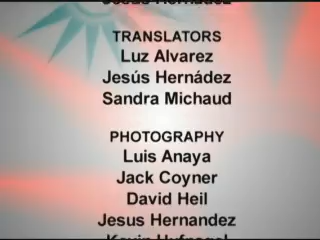 TRANSLATORS
Luz Alvarez
Jesús Hernádez
Sandra Michaud
PHOTOGRAPHY
Luis Anaya
Jack Coyner
David Heil
Jesus Hernandez